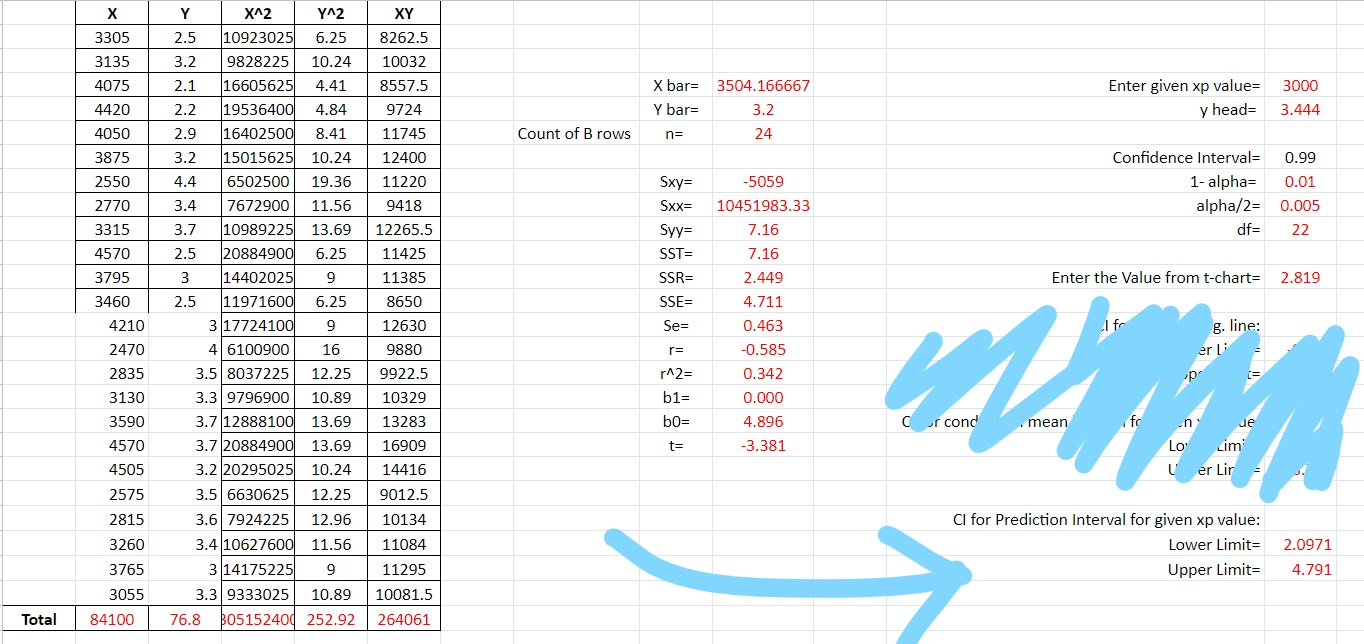 X Y X^2 Y^2 XY
3305 2.5 10923025 6.25 8262.5
3135 3.2 9828225 10.24 10032
4075 2.1 16605625 4.41 8557.5 X bar= 3504.166667 Enter given xp value= 3000
4420 2.2 19536400 4.84 9724 Y bar= 3.2 y head= 3.444
4050 2.9 16402500 8.41 11745 Count of B rows n= 24
3875 3.2 15015625 10.24 12400 Confidence Interval= 0.99
2550 4.4 6502500 19.36 11220 Sxy= -5059 1- alpha= 0.01
2770 3.4 7672900 11.56 9418 Sxx= 10451983.33 alpha/2= 0.005
3315 3.7 10989225 13.69 12265.5 Syy= 7.16 df= 22
4570 2.5 20884900 6.25 11425 SST= 7.16
3795 3 14402025 9 11385 SSR= 2.449 Enter the Value from t-chart= 2.819
3460 2.5 11971600 6.25 8650 SSE= 4.711
4210 3 17724100 9 12630 Se= 0.463 g. line:
2470 4 6100900 16 9880 r= -0.585
2835 3.5 8037225 12.25 9922.5 r^2= 0.342
3130 3.3 9796900 10.89 10329 b1= 0.000
3590 3.7 12888100 13.69 13283 b0= 4.896 mean
4570 3.7 20884900 13.69 16909 t= -3.381
4505 3.2 20295025 10.24 14416
2575 3.5 6630625 12.25 9012.5
2815 3.6 7924225 12.96 10134 CI for Prediction Interval for given xp value:
3260 3.4 10627600 11.56 11084 Lower Limit= 2.0971
3765 3 14175225 9 11295 Upper Limit= 4.791
3055 3.3 9333025 10.89 10081.5
Total 84100 76.8 305152400 252.92 264061